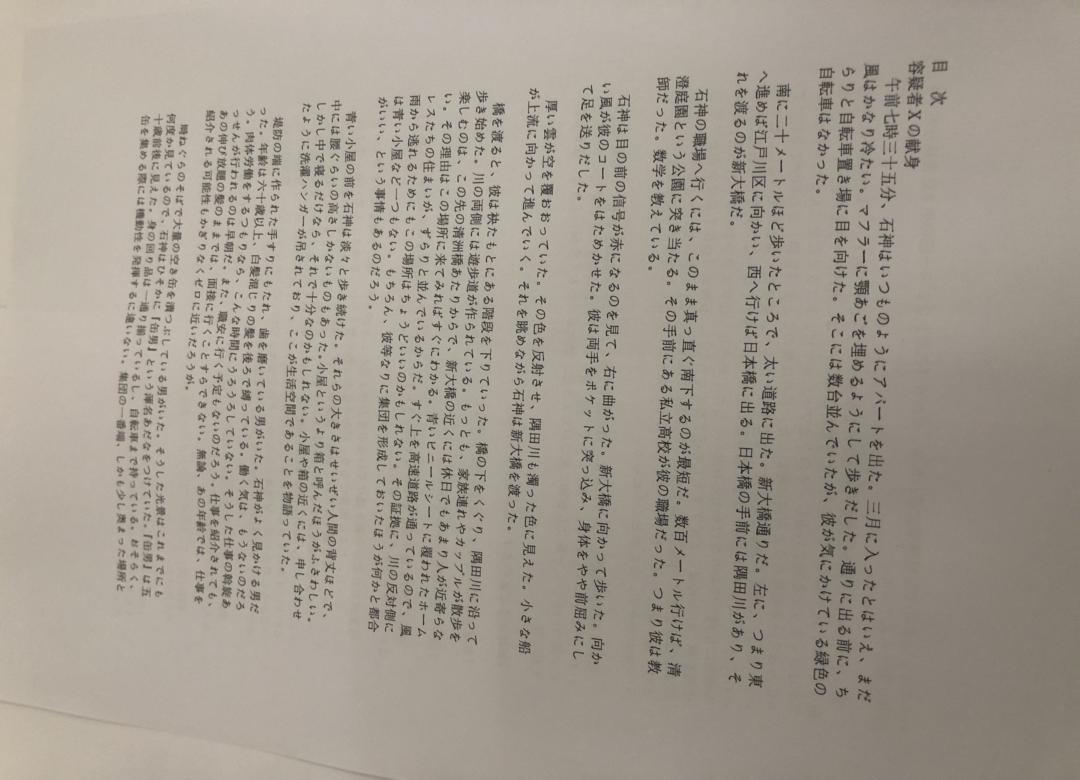 目　次
容疑者Xの献身
午前七時三十五分、石神はいつものようにアパートを出た。三月に入ったとはいえ、まだ
風はかなり冷たい。マフラーに顎あごを埋めるようにして歩きだした。通りに出る前に、ち
らりと自転車置き場に目を向けた。そこには数台並んでいたが、彼が気にかけている緑色の
自転車はなかった。
南に二十メートルほど歩いたところで、太い道路に出た。新大橋通りだ。左に、つまり東
へ進めば江戸川区に向かい、西へ行けば日本橋に出る。日本橋の手前には隅田川があり、そ
れを渡るのが新大橋だ。
石神の職場へ行くには、このまま真っ直ぐ南下するのが最短だ。数百メートル行けば、清
澄庭園という公園に突き当たる。その手前にある私立高校が彼の職場だった。つまり彼は教
師だった。数学を教えている。
石神は目の前の信号が赤になるのを見て、右に曲がった。新大橋に向かって歩いた。向か
い風が彼のコートをはためかせた。彼は両手をポケットに突っ込み、身体をやや前屈みにし
て足を送りだした。
厚い雲が空を覆おおっていた。その色を反射させ、隅田川も濁った色に見えた。小さな船
が上流に向かって進んでいく。それを眺めながら石神は新大橋を渡った。
橋を渡ると、彼は袂たもとにある階段を下りていった。橋の下をくぐり、隅田川に沿って
歩き始めた。川の両側には遊歩道が作られている。もっとも、家族連れやカップルが散歩を
楽しむのは、この先の清洲橋あたりからで、新大橋の近くには休日でもあまり人が近寄らな
い。その理由はこの場所に来てみればすぐにわかる。青いビニールシートに覆われたホーム
レスたちの住まいが、ずらりと並んでいるからだ。すぐ上を高速道路が通っているので、風
雨から逃れるためにもこの場所はちょうどいいのかもしれない。その証拠に、川の反対側に
は青い小屋など一つもない。もちろん、彼等なりに集団を形成しておいたほうが何かと都合
がいい、という事情もあるのだろう。
青い小屋の前を石神は淡々と歩き続けた。それらの大きさはせいぜい人間の背丈ほどで、
中には腰ぐらいの高さしかないものもあった。小屋というより箱と呼んだほうがふさわしい。
しかし中で寝るだけなら、それで十分なのかもしれない。小屋や箱の近くには、申し合わせ
たように洗濯ハンガーが吊されており、ここが生活空間であることを物語っていた。
堤防の端に作られた手すりにもたれ、歯を磨いている男がいた。石神がよく見かける男だ
った。年齢は六十歳以上、白髪混じりの髪を後ろで縛っている。働く気は、もうないのだろ
う。肉体労働をするつもりなら、こんな時間にうろうろしていない。そうした仕事の斡旋あ
っせんが行われるのは早朝だ。また、職安に行く予定もないのだろう。仕事を紹介されても、
あの伸び放題の髪のままでは、面接に行くことすらできない。無論、あの年齢では、仕事を
紹介される可能性もかぎりなくゼロに近いだろうが。
塒ねぐらのそばで大量の空き缶を潰つぶしている男がいた。そうした光景はこれまでにも
何度か見ているので、石神はひそかに『缶男』という渾名あだなをつけていた。『缶男』は五
十歳前後に見えた。身の回り品は一通り揃っているし、自転車まで持っている。おそらく、
缶を集める際には機動性を発揮するに違いない。集団の一番端、しかも少し奥まった場所と